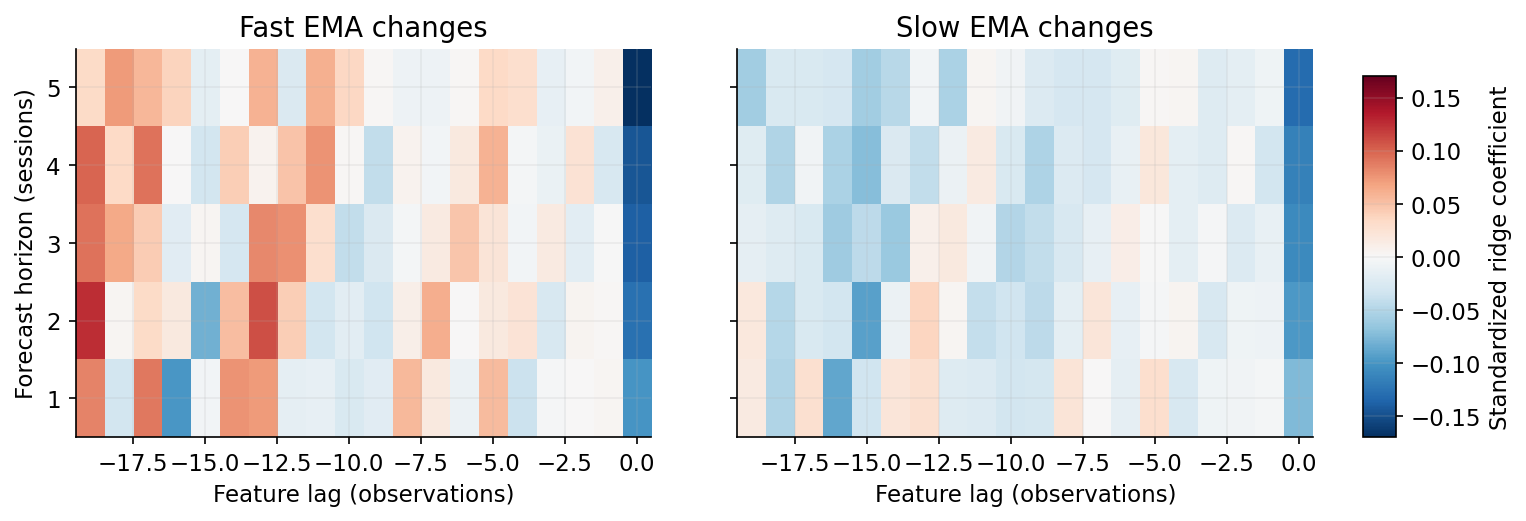 Fast EMA changes
Slow EMA changes
Forecast horizon (sessions)
5
4
3
2
1
−17.5 −15.0 −12.5 −10.0 −7.5 −5.0 −2.5 0.0
Feature lag (observations)
−17.5 −15.0 −12.5 −10.0 −7.5 −5.0 −2.5 0.0
Feature lag (observations)
0.15
0.10
0.05
0.00
−0.05
−0.10
−0.15
Standardized ridge coefficient